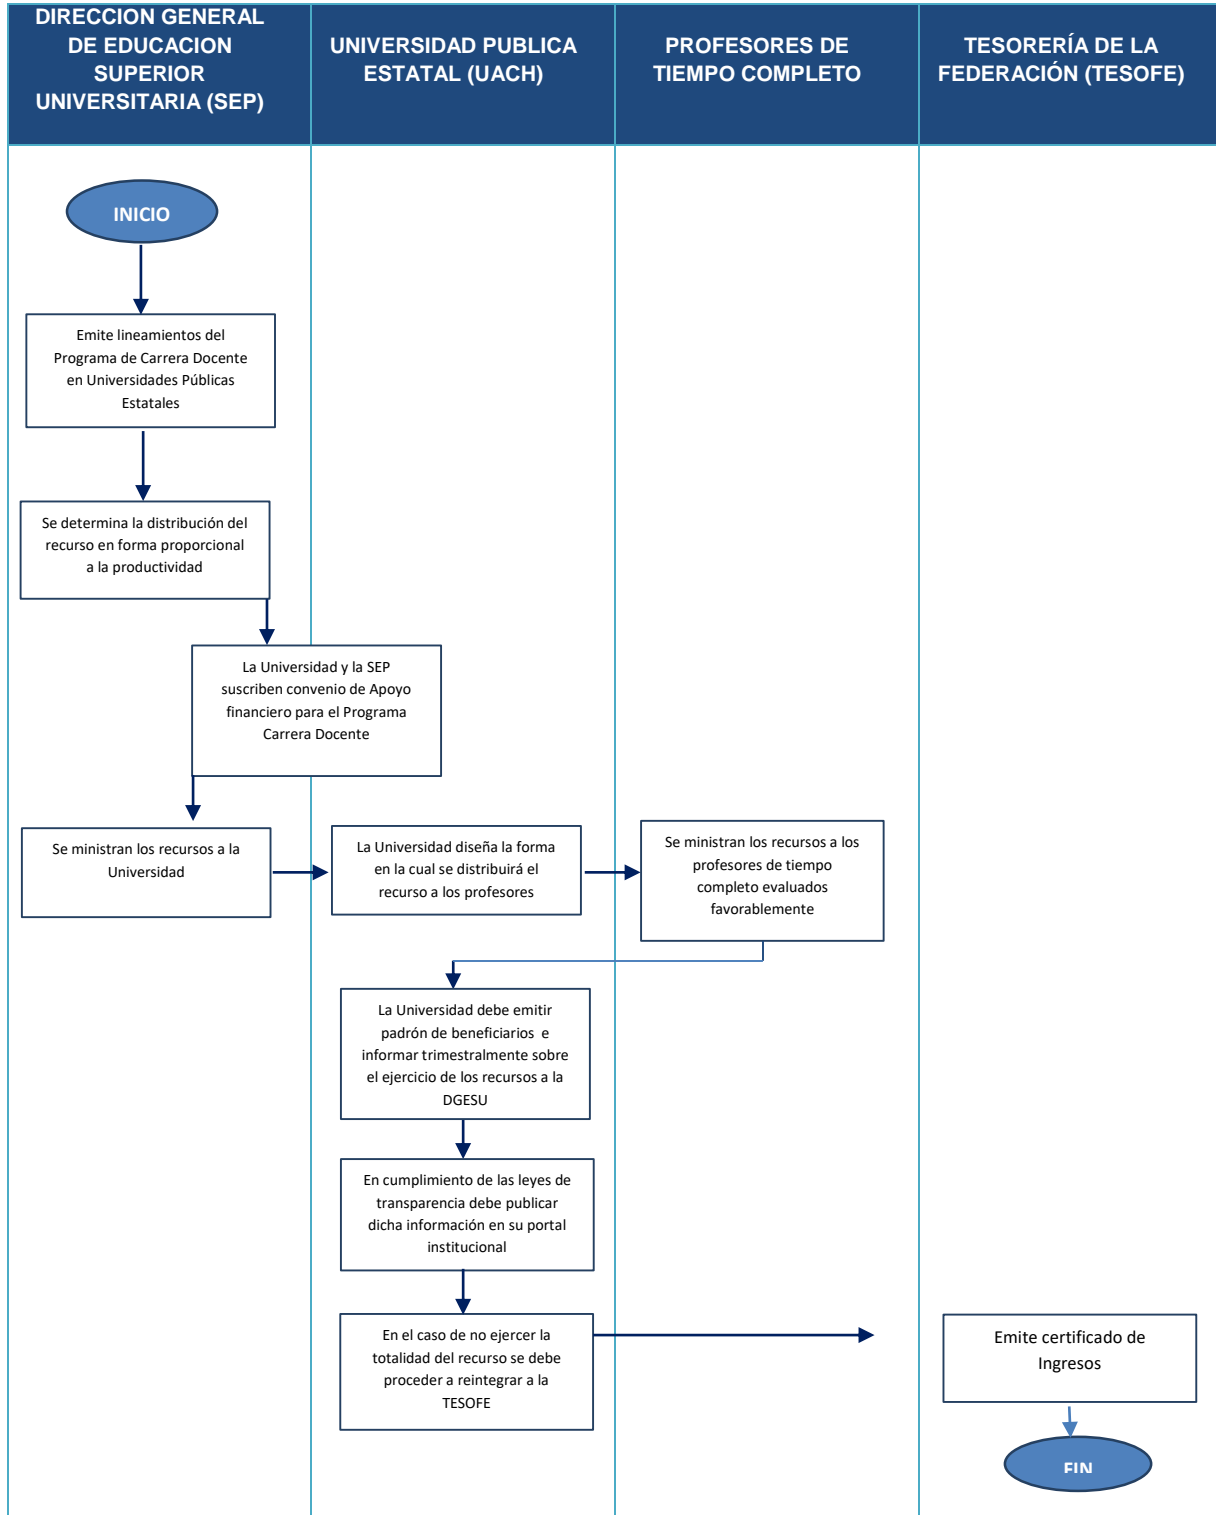 DIRECCION GENERAL
DE EDUCACION
SUPERIOR
UNIVERSITARIA (SEP)
UNIVERSIDAD PUBLICA
ESTATAL (UACH)
PROFESORES DE
TIEMPO COMPLETO
TESORERÍA DE LA
FEDERACIÓN (TESOFE)
INICIO
Emite lineamientos del
Programa de Carrera Docente
en Universidades Públicas
Estatales
Se determina la distribución del
recurso en forma proporcional
a la productividad
La Universidad y la SEP
suscriben convenio de Apoyo
financiero para el Programa
Carrera Docente
Se ministran los recursos a la
Universidad
La Universidad diseña la forma
en la cual se distribuirá el
recurso a los profesores
Se ministran los recursos a los
profesores de tiempo
completo evaluados
favorablemente
La Universidad debe emitir
padrón de beneficiarios e
informar trimestralmente sobre
el ejercicio de los recursos a la
DGESU
En cumplimiento de las leyes de
transparencia debe publicar
dicha información en su portal
institucional
En el caso de no ejercer la
totalidad del recurso se debe
proceder a reintegrar a la
TESOFE
Emite certificado de
Ingresos
FIN